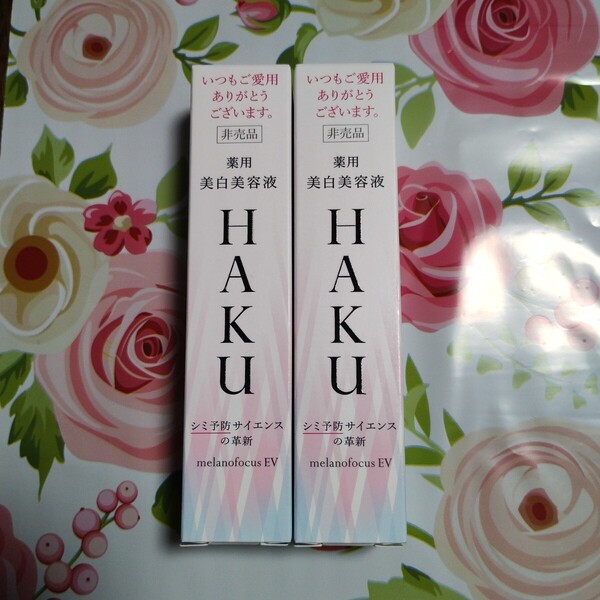 いつもご愛用
ありがとう
ございます。
非売品
薬用
美白美容液
HAKU
シミ予防サイエンス
の革新
melanofocus EV
いつもご愛用
ありがとう
ございます。
非売品
薬用
美白美容液
HAKU
シミ予防サイエンス
の革新
melanofocus EV